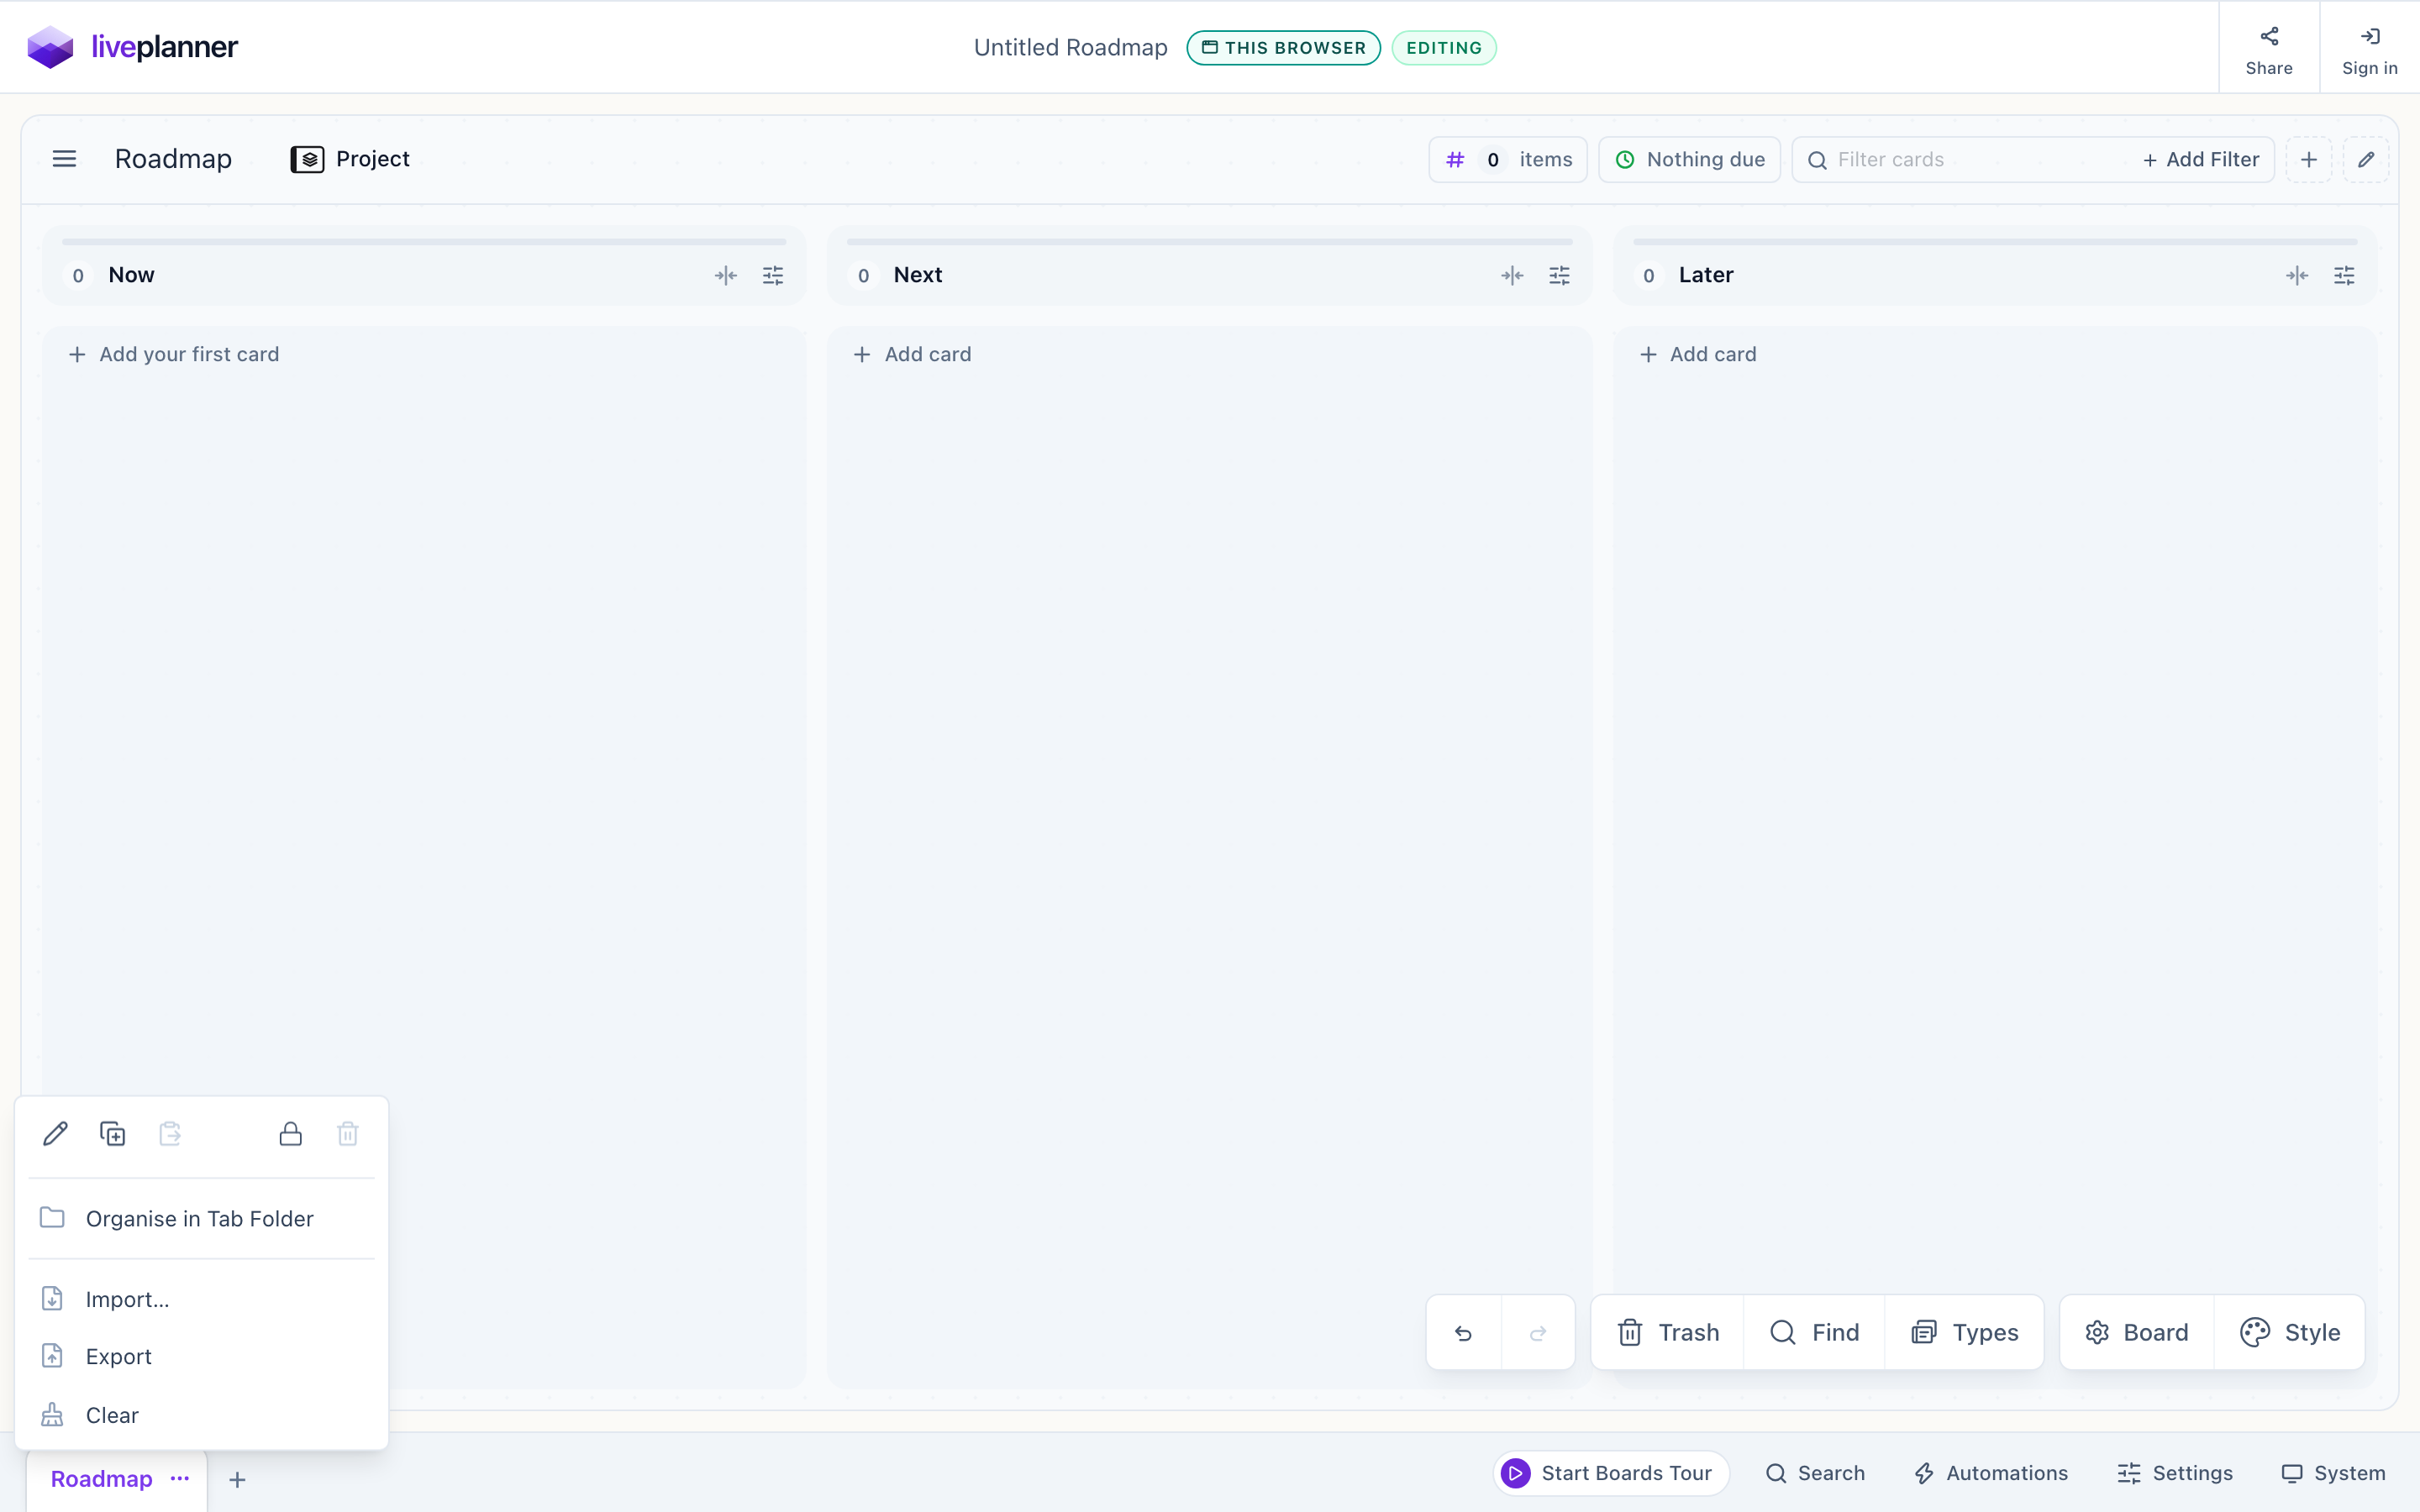 liveplanner
Untitled Roadmap
THIS BROWSER
EDITING
Share
Sign in
Roadmap
Project
0 items
Nothing due
Filter cards
Add Filter
0 Now
0 Next
0 Later
Add your first card
Add card
Add card
Organise in Tab Folder
Import...
Export
Clear
Trash
Find
Types
Board
Style
Roadmap
Start Boards Tour
Search
Automations
Settings
System